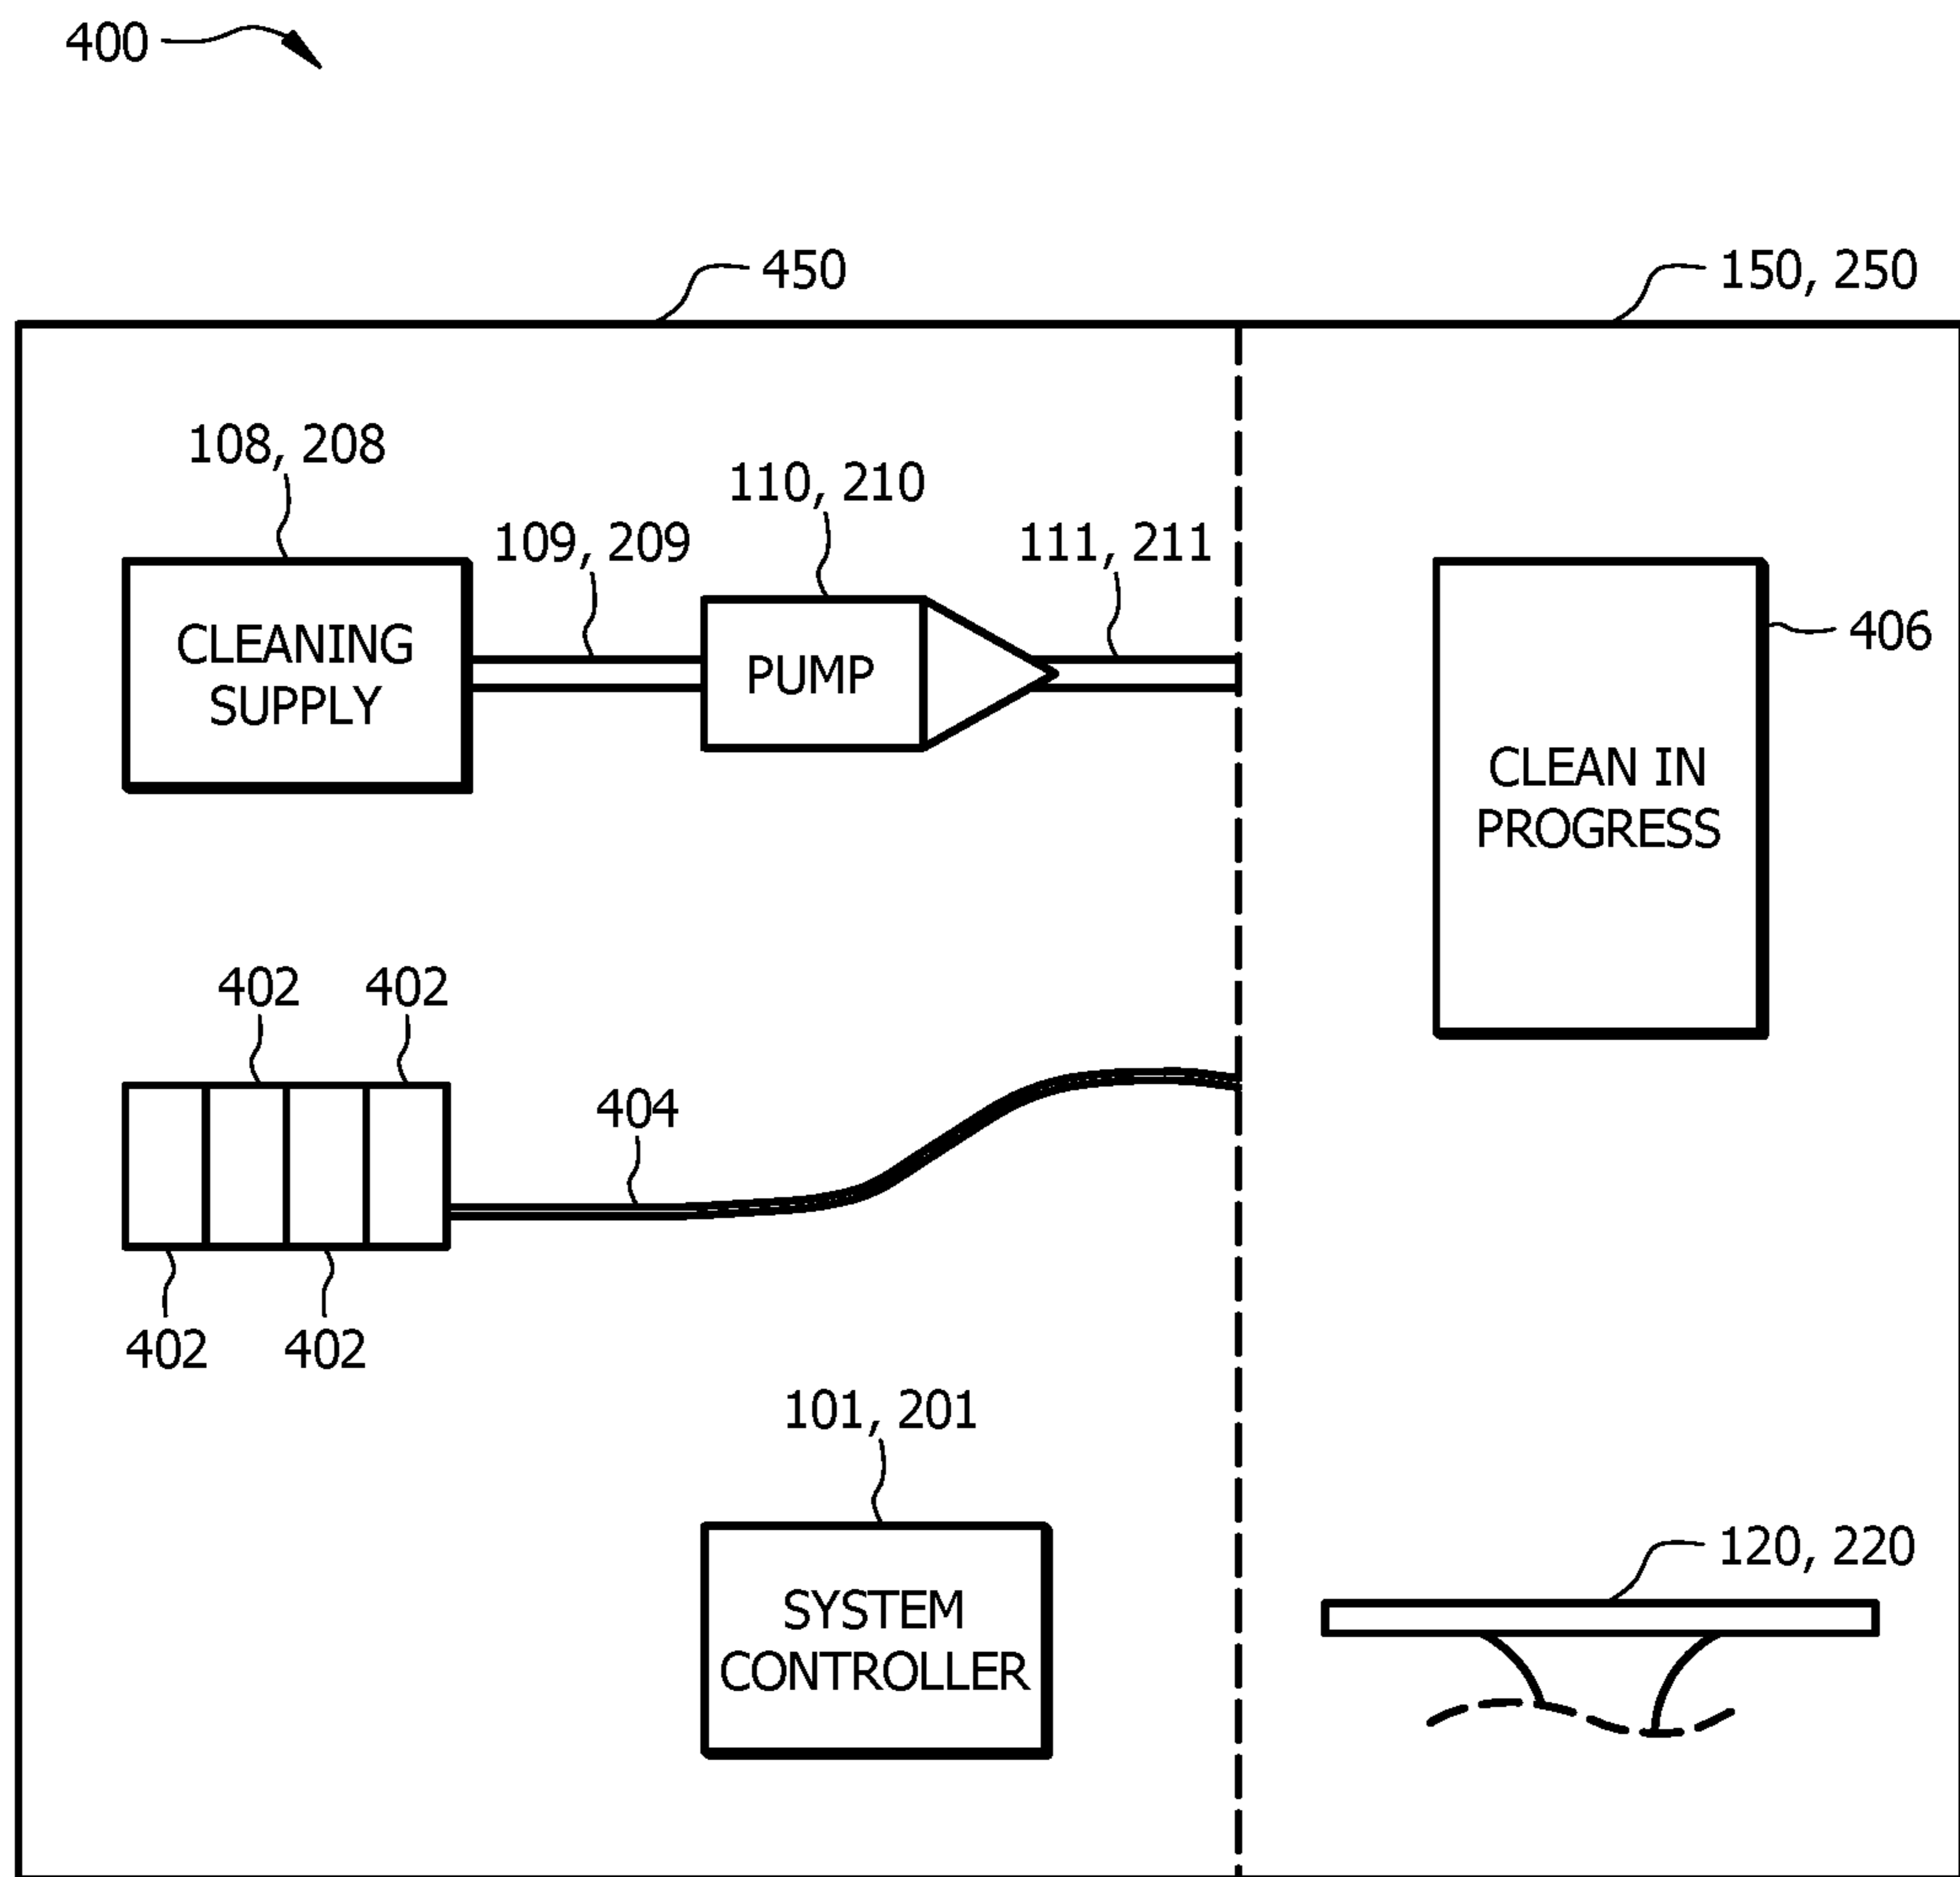 400
450
150, 250
108, 208
110, 210
109, 209
111, 211
CLEANING
SUPPLY
PUMP
406
CLEAN IN
PROGRESS
402
402
404
402
402
101, 201
SYSTEM
CONTROLLER
120, 220